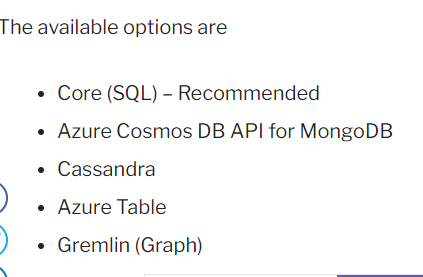 The available options are
• Core (SQL) – Recommended
• Azure Cosmos DB API for MongoDB
• Cassandra
• Azure Table
• Gremlin (Graph)